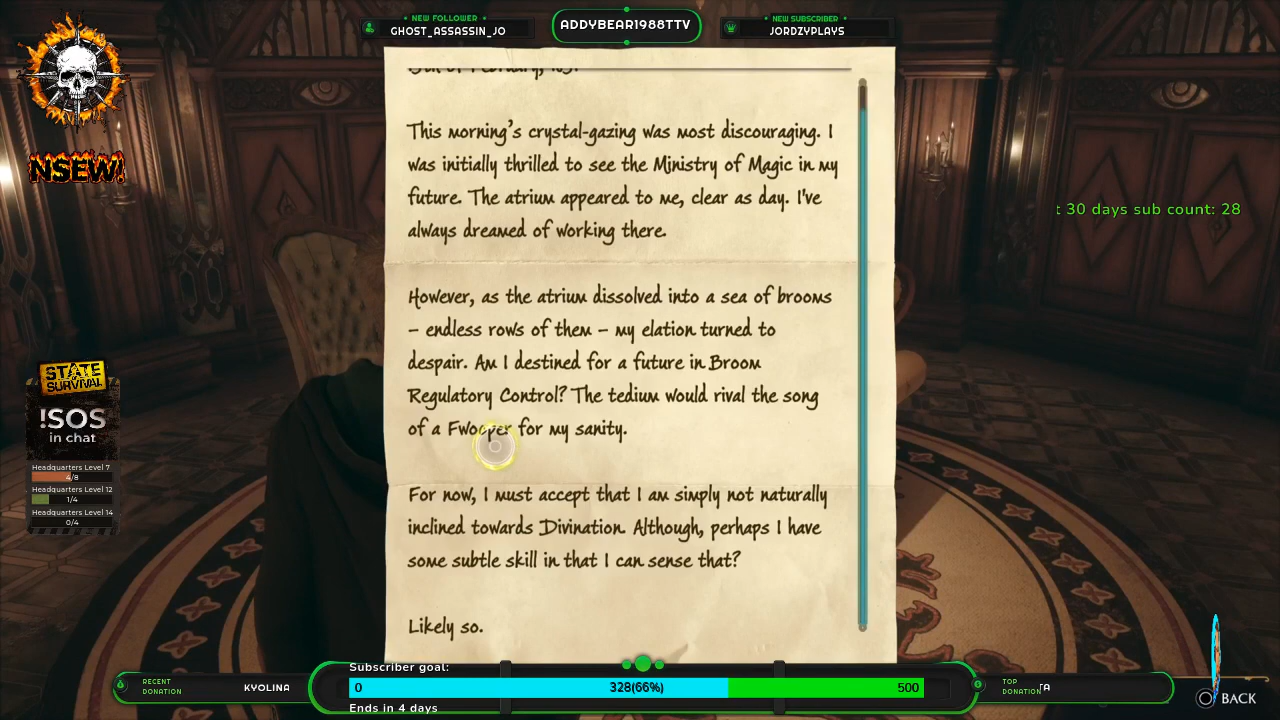 NEW FOLLOWER
GHOST_ASSASSIN_JO
ADDYBEAR1988TTV
NEW SUBSCRIBER
JORDZYPLAYS
NSEW!
t 30 days sub count: 28
This morning's crystal-gazing was most discouraging. I
was initially thrilled to see the Ministry of Magic in my
future. The atrium appeared to me, clear as day. I've
always dreamed of working there.
However, as the atrium dissolved into a sea of brooms
– endless rows of them – my elation turned to
despair. Am I destined for a future in Broom
Regulatory Control? The tedium would rival the song
of a Fwooper for my sanity.
For now, I must accept that I am simply not naturally
inclined towards Divination. Although, perhaps I have
some subtle skill in that I can sense that?
Likely so.
STATE
OF
SURVIVAL
!SOS
in chat
Headquarters Level 7
4/8
Headquarters Level 12
1/4
Headquarters Level 14
0/4
RECENT
DONATION
KYOLINA
Subscriber goal:
0
328(66%)
500
Ends in 4 days
TOP
DONATION
BACK